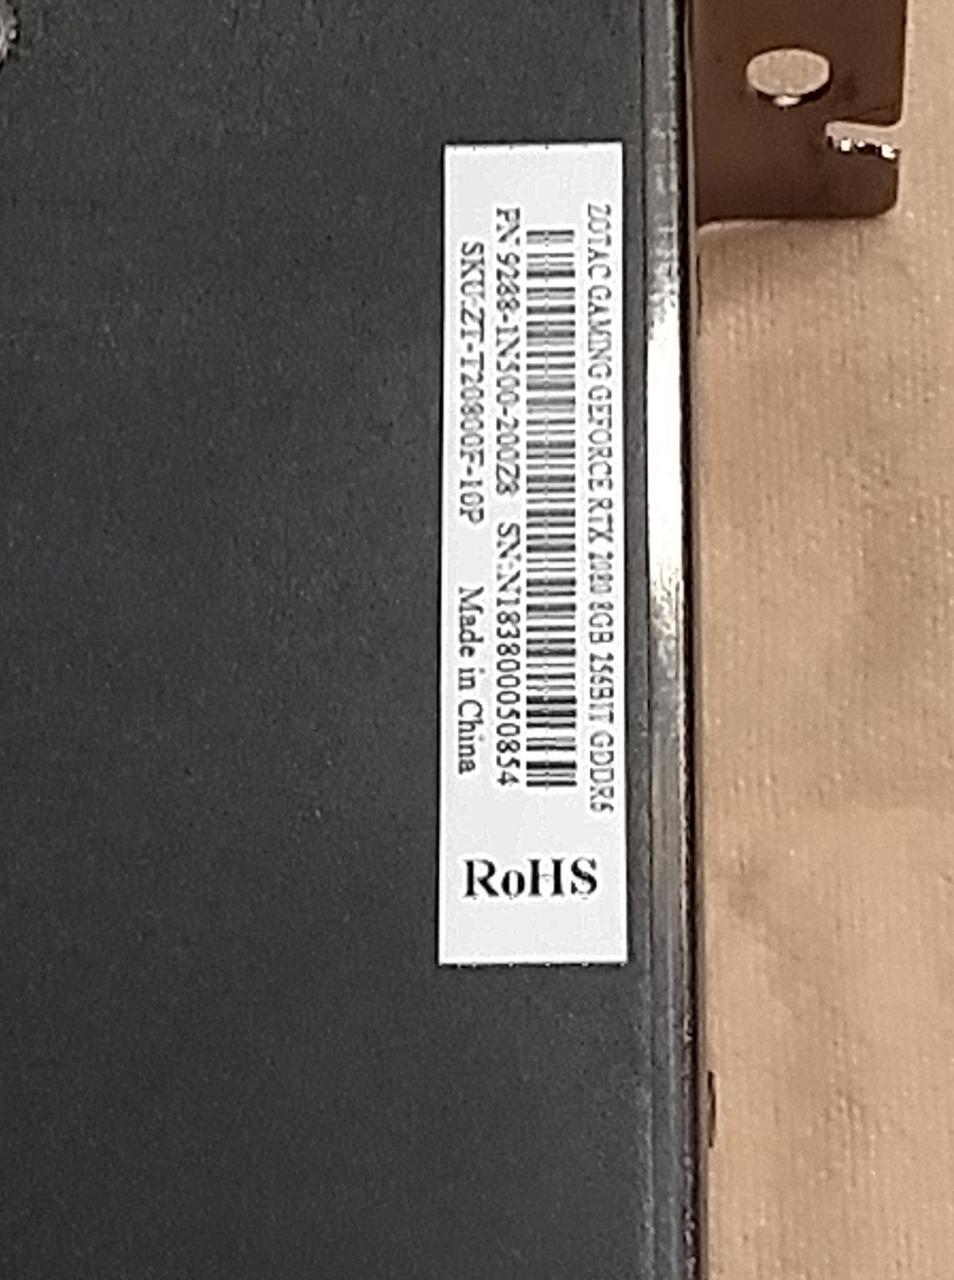 ZOTAC GAMING GEFORCE RTX 2080 8GB 256BIT GDDR6
PN 9288-1N500-200Z8 SN:N183800050854
SKU:ZT-T20800F-10P Made in China
RoHS